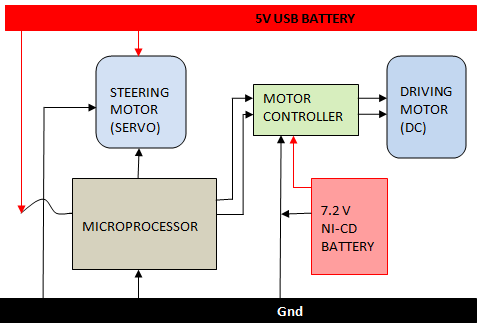 5V USB BATTERY
STEERING
MOTOR
(SERVO)
MOTOR
CONTROLLER
DRIVING
MOTOR
(DC)
MICROPROCESSOR
7.2 V
NI-CD
BATTERY
Gnd